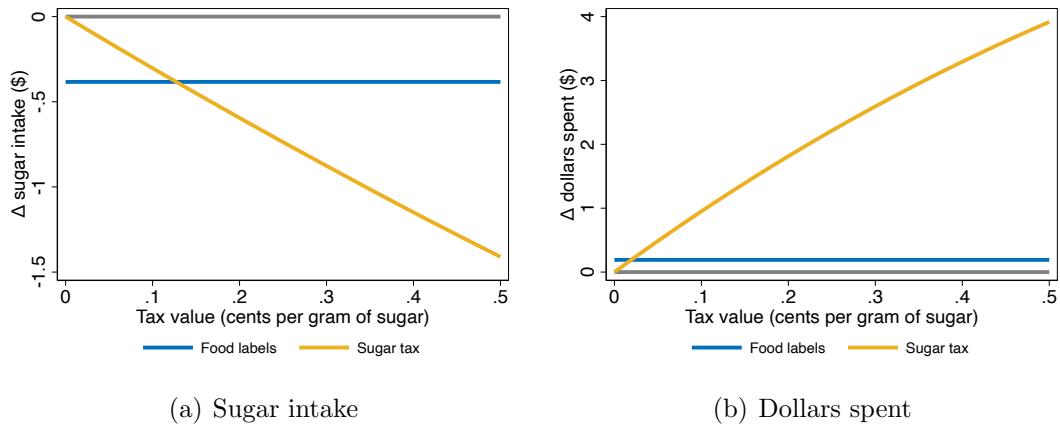 Δ sugar intake ($)
0
-.5
-1
-1.5
0 .1 .2 .3 .4 .5
Tax value (cents per gram of sugar)
Food labels Sugar tax
(a) Sugar intake
Δ dollars spent ($)
4
3
2
1
0
0 .1 .2 .3 .4 .5
Tax value (cents per gram of sugar)
Food labels Sugar tax
(b) Dollars spent